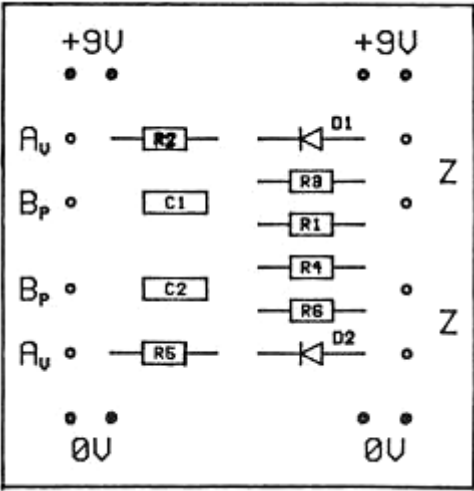 +9V +9V
Av R2 D1
R3 Z
Bp C1
R1
R4
Bp C2
R6 Z
Av R5 D2
0V 0V